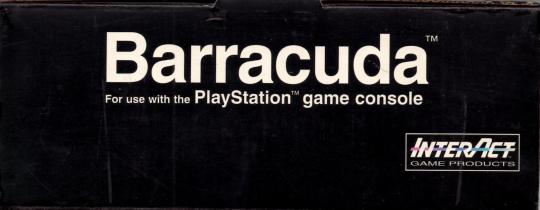 Barracuda™
For use with the PlayStation™ game console
INTERACT
GAME PRODUCTS